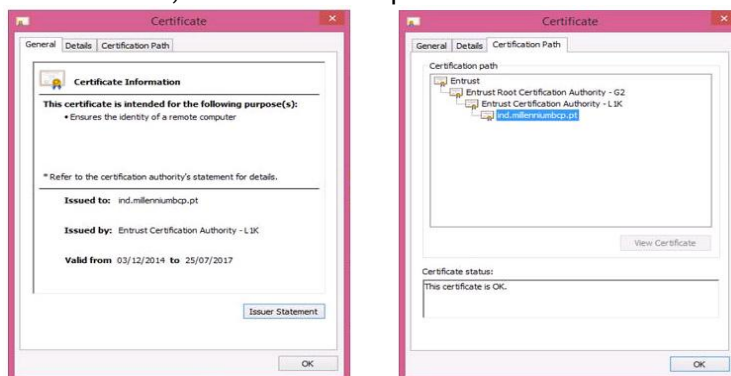 Certificate
General Details Certification Path
Certificate Information
This certificate is intended for the following purpose(s):
• Ensures the identity of a remote computer
* Refer to the certification authority's statement for details.
Issued to: ind.millenniumbcp.pt
Issued by: Entrust Certification Authority - L1K
Valid from 03/12/2014 to 25/07/2017
Issuer Statement
OK
Certificate
General Details Certification Path
Certification path
Entrust
Entrust Root Certification Authority - G2
Entrust Certification Authority - L1K
ind.millenniumbcp.pt
View Certificate
Certificate status:
This certificate is OK.
OK